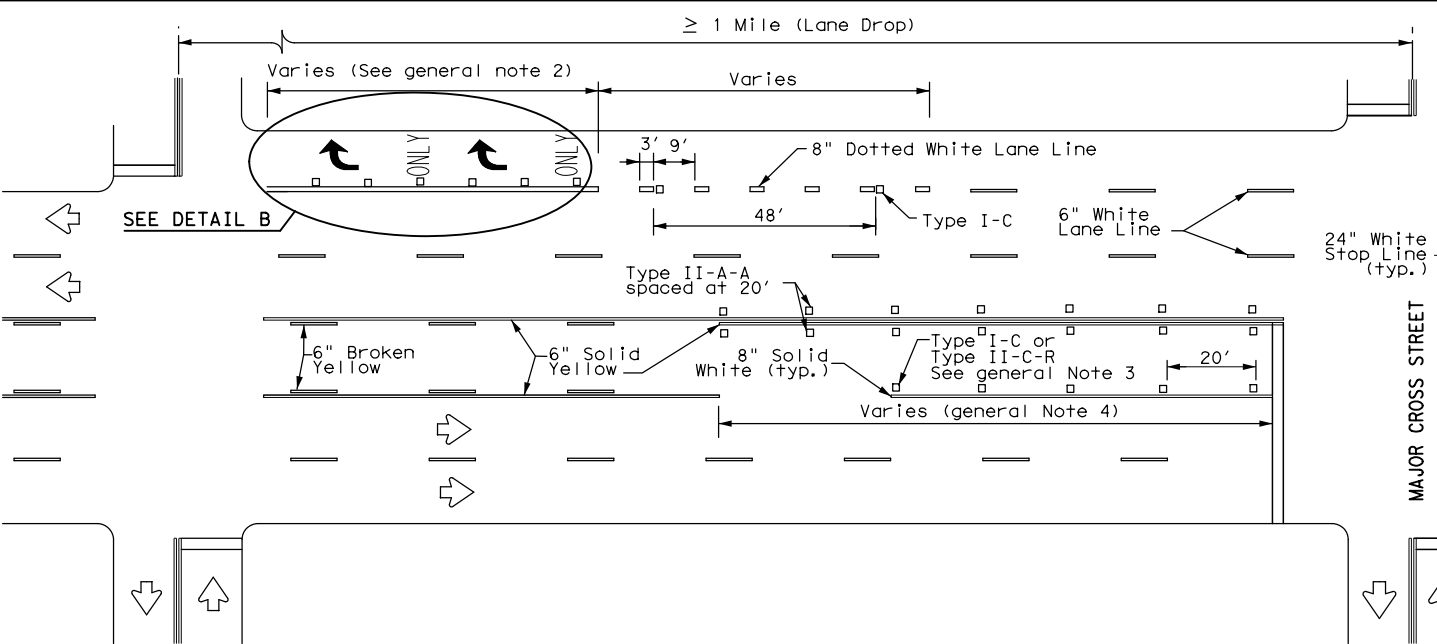 ≥ 1 Mile (Lane Drop)
Varies (See general note 2)
Varies
ONLY
ONLY
3'
9'
8" Dotted White Lane Line
SEE DETAIL B
48'
Type I-C
6" White
Lane Line
24" White
Stop Line
(typ.)
Type II-A-A
spaced at 20'
6" Broken
Yellow
6" Solid
Yellow
8" Solid
White (typ.)
Type I-C or
Type II-C-R
See general Note 3
20'
Varies (general Note 4)
MAJOR CROSS STREET